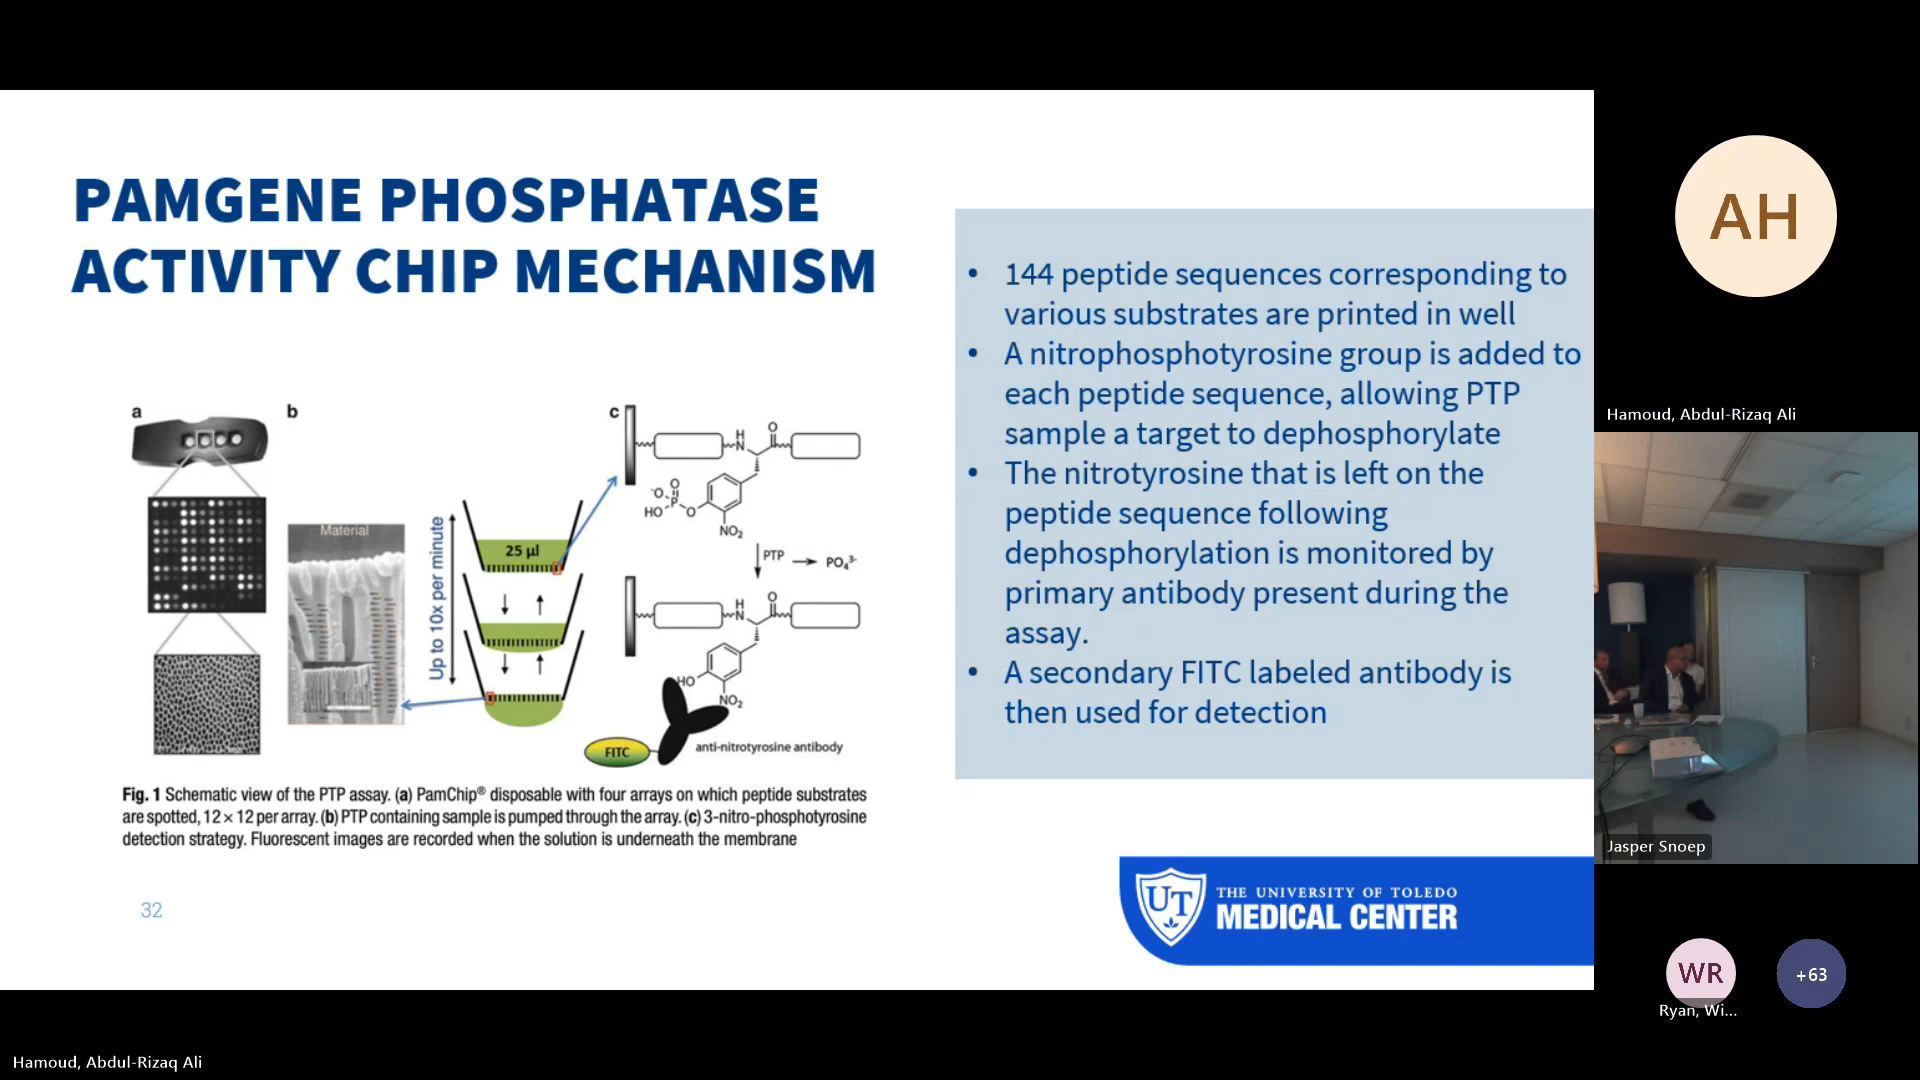 PAMGENE PHOSPHATASE
ACTIVITY CHIP MECHANISM
a
b
c
Material
Up to 10x per minute
25 µl
H
N
O
⁻O
O
P
HO
O
NO₂
PTP
PO₄³⁻
H
N
O
HO
NO₂
FITC
anti-nitrotyrosine antibody
Fig. 1 Schematic view of the PTP assay. (a) PamChip® disposable with four arrays on which peptide substrates
are spotted, 12 × 12 per array. (b) PTP containing sample is pumped through the array. (c) 3-nitro-phosphotyrosine
detection strategy. Fluorescent images are recorded when the solution is underneath the membrane
32
• 144 peptide sequences corresponding to
various substrates are printed in well
• A nitrophosphotyrosine group is added to
each peptide sequence, allowing PTP
sample a target to dephosphorylate
• The nitrotyrosine that is left on the
peptide sequence following
dephosphorylation is monitored by
primary antibody present during the
assay.
• A secondary FITC labeled antibody is
then used for detection
UT
THE UNIVERSITY OF TOLEDO
MEDICAL CENTER
AH
Hamoud, Abdul-Rizaq Ali
Jasper Snoep
WR
+63
Ryan, Wi...
Hamoud, Abdul-Rizaq Ali